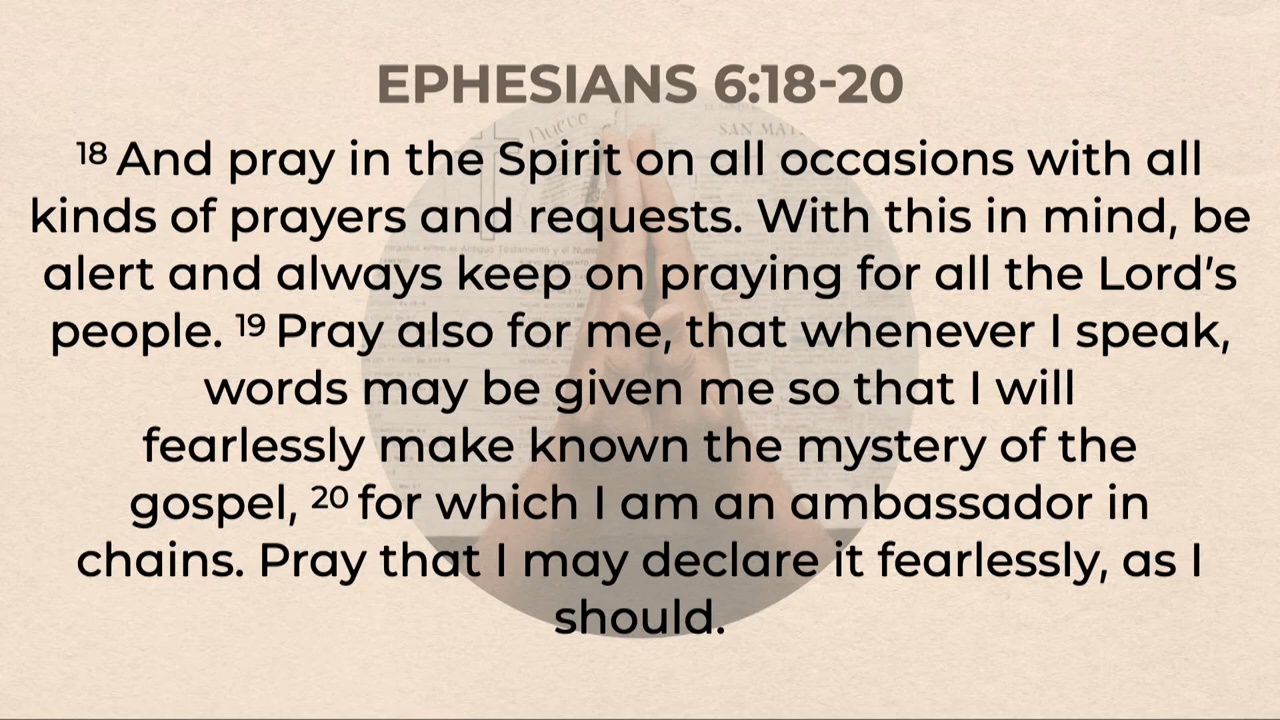 EPHESIANS 6:18-20
Nuevo
SAN MAT
18 And pray in the Spirit on all occasions with all
kinds of prayers and requests. With this in mind, be
alert and always keep on praying for all the Lord’s
people. 19 Pray also for me, that whenever I speak,
words may be given me so that I will
fearlessly make known the mystery of the
gospel, 20 for which I am an ambassador in
chains. Pray that I may declare it fearlessly, as I
should.